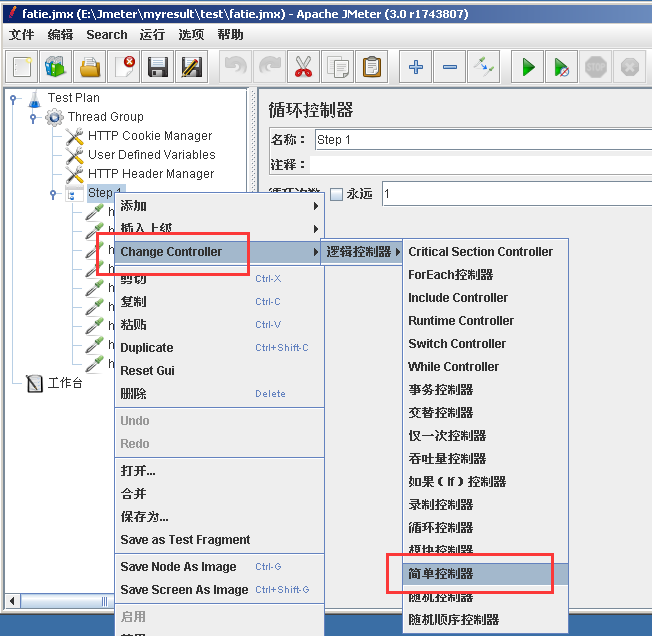 fatie.jmx (E:\Jmeter\myresult\test\fatie.jmx) - Apache JMeter (3.0 r1743807)
文件 编辑 Search 运行 选项 帮助
STOP
Test Plan
Thread Group
HTTP Cookie Manager
User Defined Variables
HTTP Header Manager
Step 1
循环控制器
名称： Step 1
注释：
循环次数 永远 1
添加
插入上级
Change Controller
剪切 Ctrl-X
复制 Ctrl-C
粘贴 Ctrl-V
Duplicate Ctrl+Shift-C
Reset Gui
删除 Delete
Undo
Redo
打开...
合并
保存为...
Save as Test Fragment
Save Node As Image Ctrl-G
Save Screen As Image Ctrl+Shift-G
启用
逻辑控制器
Critical Section Controller
ForEach控制器
Include Controller
Runtime Controller
Switch Controller
While Controller
事务控制器
交替控制器
仅一次控制器
吞吐量控制器
如果（If）控制器
录制控制器
循环控制器
模块控制器
简单控制器
随机控制器
随机顺序控制器
工作台